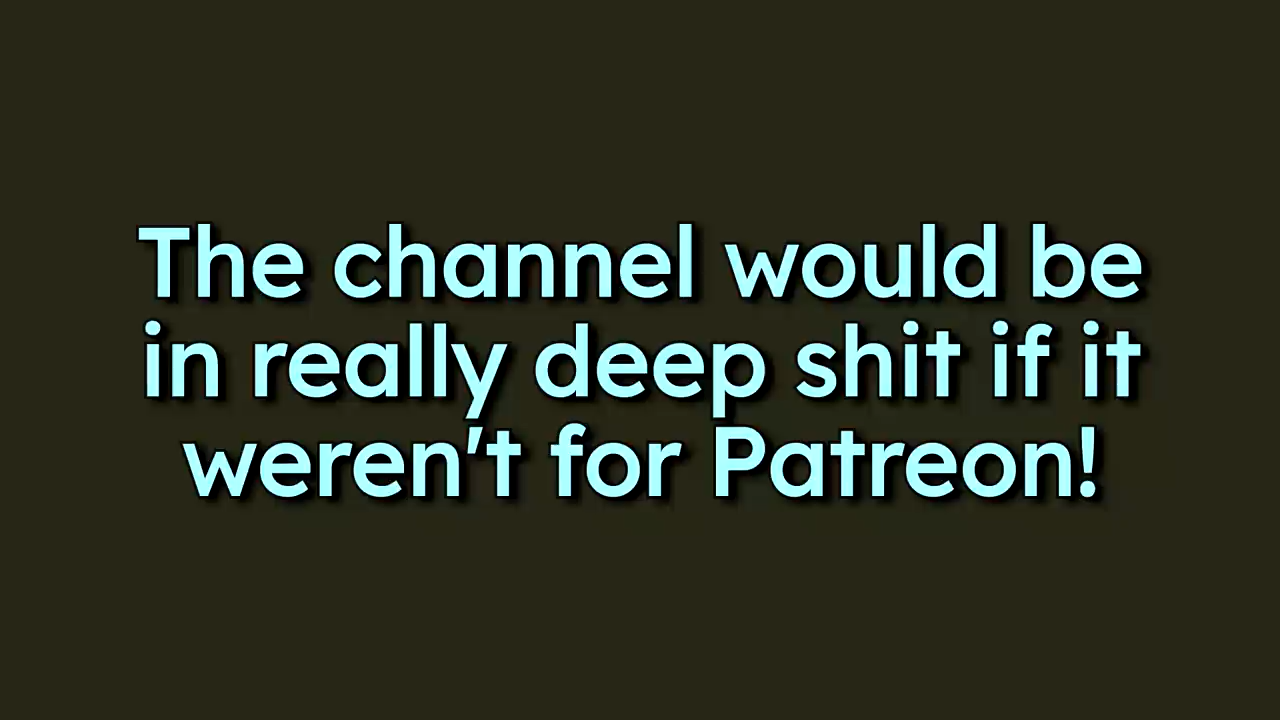 The channel would be
in really deep shit if it
weren't for Patreon!